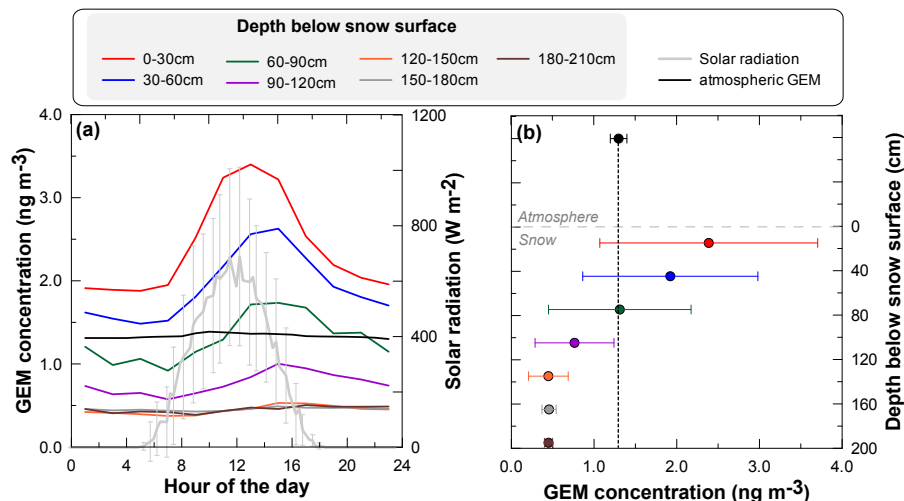 Depth below snow surface
0-30cm
60-90cm
120-150cm
180-210cm
30-60cm
90-120cm
150-180cm
Solar radiation
atmospheric GEM
(a)
GEM concentration (ng m-3)
4.0
3.0
2.0
1.0
0.0
1200
800
400
0
Solar radiation (W m-2)
0 4 8 12 16 20 24
Hour of the day
(b)
Atmosphere
Snow
0
40
80
120
160
200
Depth below snow surface (cm)
0.0 1.0 2.0 3.0 4.0
GEM concentration (ng m-3)